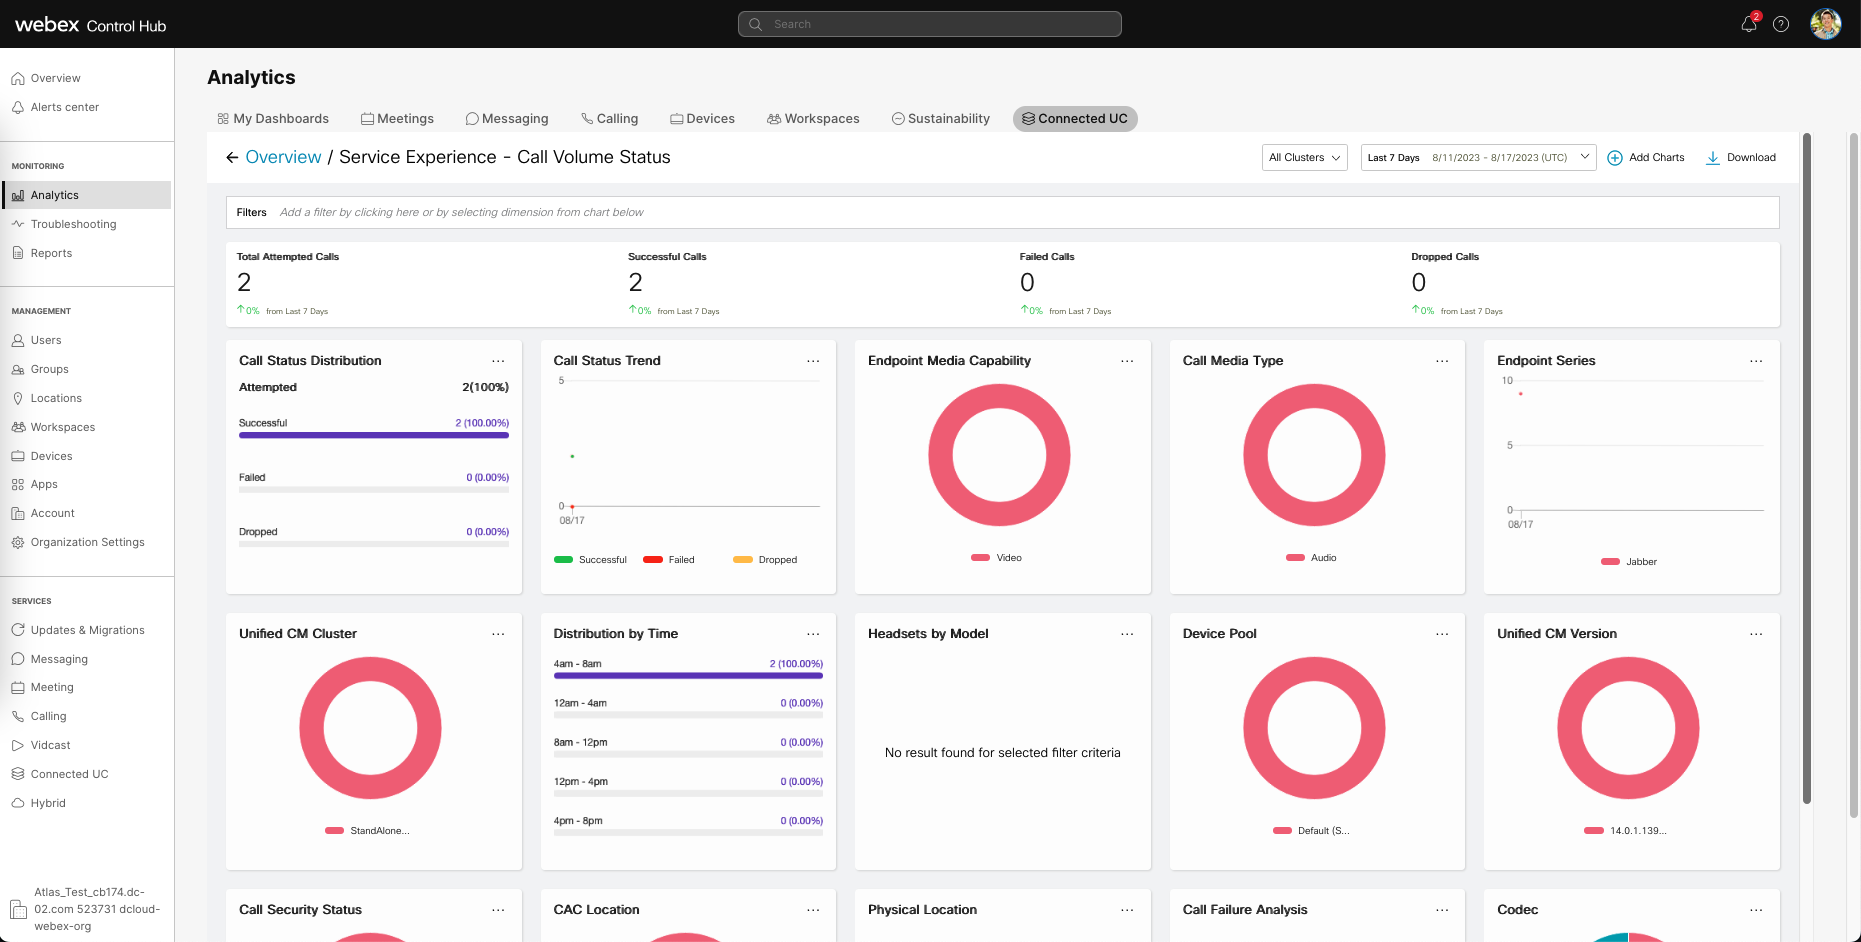 webex Control Hub
Search
2
Overview
Alerts center
MONITORING
Analytics
Troubleshooting
Reports
MANAGEMENT
Users
Groups
Locations
Workspaces
Devices
Apps
Account
Organization Settings
SERVICES
Updates & Migrations
Messaging
Meeting
Calling
Vidcast
Connected UC
Hybrid
Atlas_Test_cb174.dc-
02.com 523731 dcloud-
webex-org
Analytics
My Dashboards Meetings Messaging Calling Devices Workspaces Sustainability Connected UC
Overview / Service Experience - Call Volume Status
All Clusters
Last 7 Days 8/11/2023 - 8/17/2023 (UTC)
Add Charts
Download
Filters Add a filter by clicking here or by selecting dimension from chart below
Total Attempted Calls
2
0% from Last 7 Days
Successful Calls
2
0% from Last 7 Days
Failed Calls
0
0% from Last 7 Days
Dropped Calls
0
0% from Last 7 Days
Call Status Distribution
Attempted 2(100%)
Successful 2 (100.00%)
Failed 0 (0.00%)
Dropped 0 (0.00%)
Call Status Trend
5
0
08/17
Successful Failed Dropped
Endpoint Media Capability
Video
Call Media Type
Audio
Endpoint Series
10
5
0
08/17
Jabber
Unified CM Cluster
StandAlone...
Distribution by Time
4am - 8am 2 (100.00%)
12am - 4am 0 (0.00%)
8am - 12pm 0 (0.00%)
12pm - 4pm 0 (0.00%)
4pm - 8pm 0 (0.00%)
Headsets by Model
No result found for selected filter criteria
Device Pool
Default (S...
Unified CM Version
14.0.1.139...
Call Security Status
CAC Location
Physical Location
Call Failure Analysis
Codec